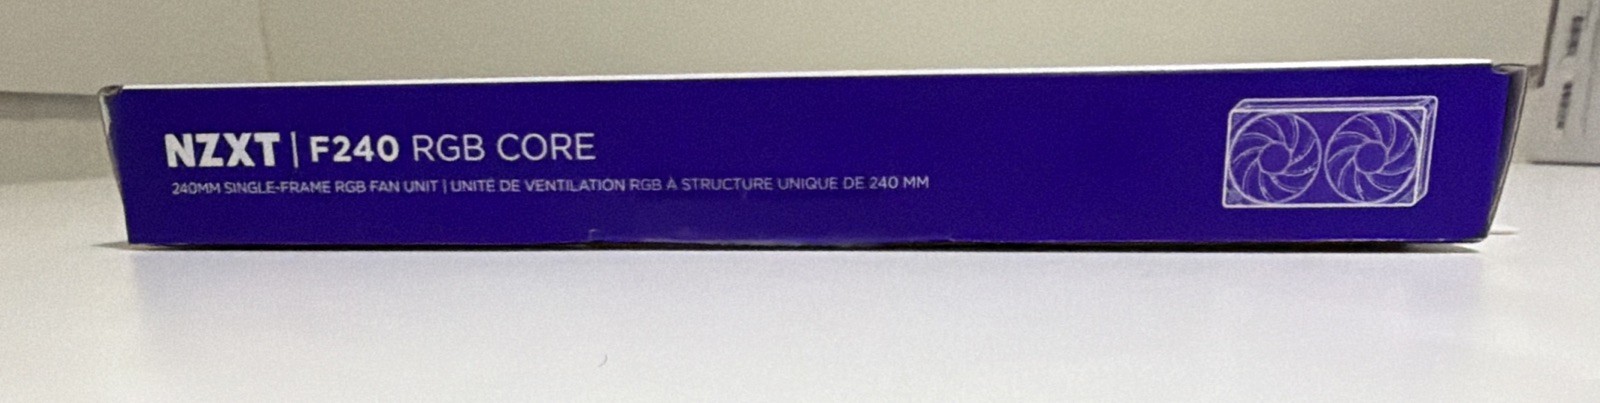 NZXT | F240 RGB CORE
240MM SINGLE-FRAME RGB FAN UNIT | UNITÉ DE VENTILATION RGB À STRUCTURE UNIQUE DE 240 MM